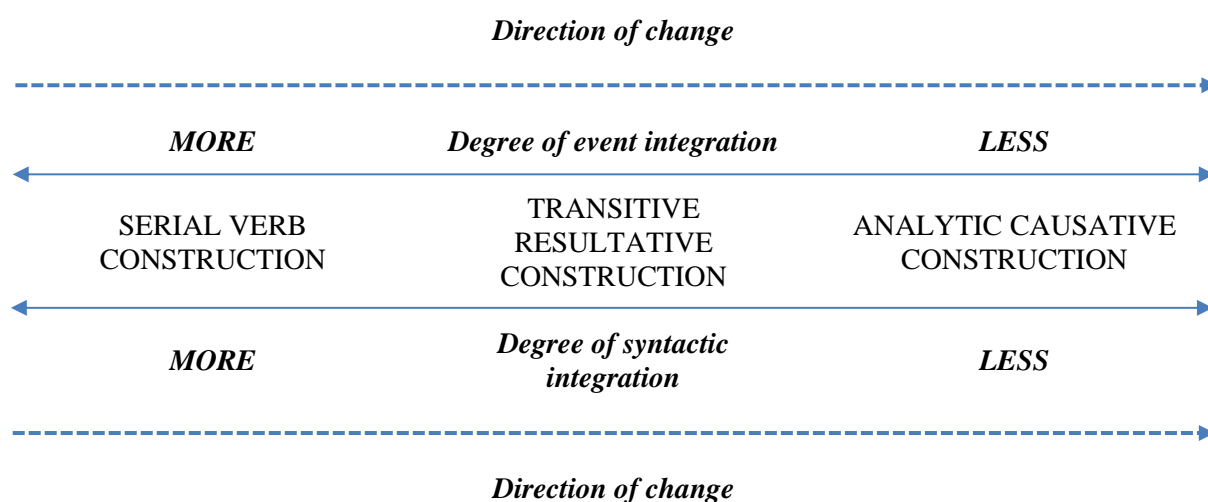 Direction of change
MORE Degree of event integration LESS
SERIAL VERB
CONSTRUCTION
TRANSITIVE
RESULTATIVE
CONSTRUCTION
ANALYTIC CAUSATIVE
CONSTRUCTION
MORE
Degree of syntactic
integration
LESS
Direction of change